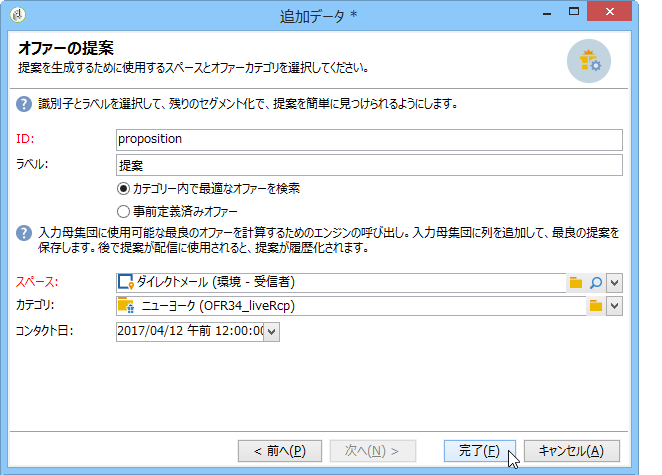 追加データ *
オファーの提案
提案を生成するために使用するスペースとオファーカテゴリを選択してください。
識別子とラベルを選択して、残りのセグメント化で、提案を簡単に見つけられるようにします。
ID: proposition
ラベル: 提案
カテゴリー内で最適なオファーを検索
事前定義済みオファー
入力母集団に使用可能な最良のオファーを計算するためのエンジンの呼び出し。入力母集団に列を追加して、最良の提案を
保存します。後で提案が配信に使用されると、提案が履歴化されます。
スペース: ダイレクトメール (環境 - 受信者)
カテゴリ: ニューヨーク (OFR34_liveRcp)
コンタクト日: 2017/04/12 午前 12:00:00
< 前へ(P) 次へ(N) > 完了(F) キャンセル(A)